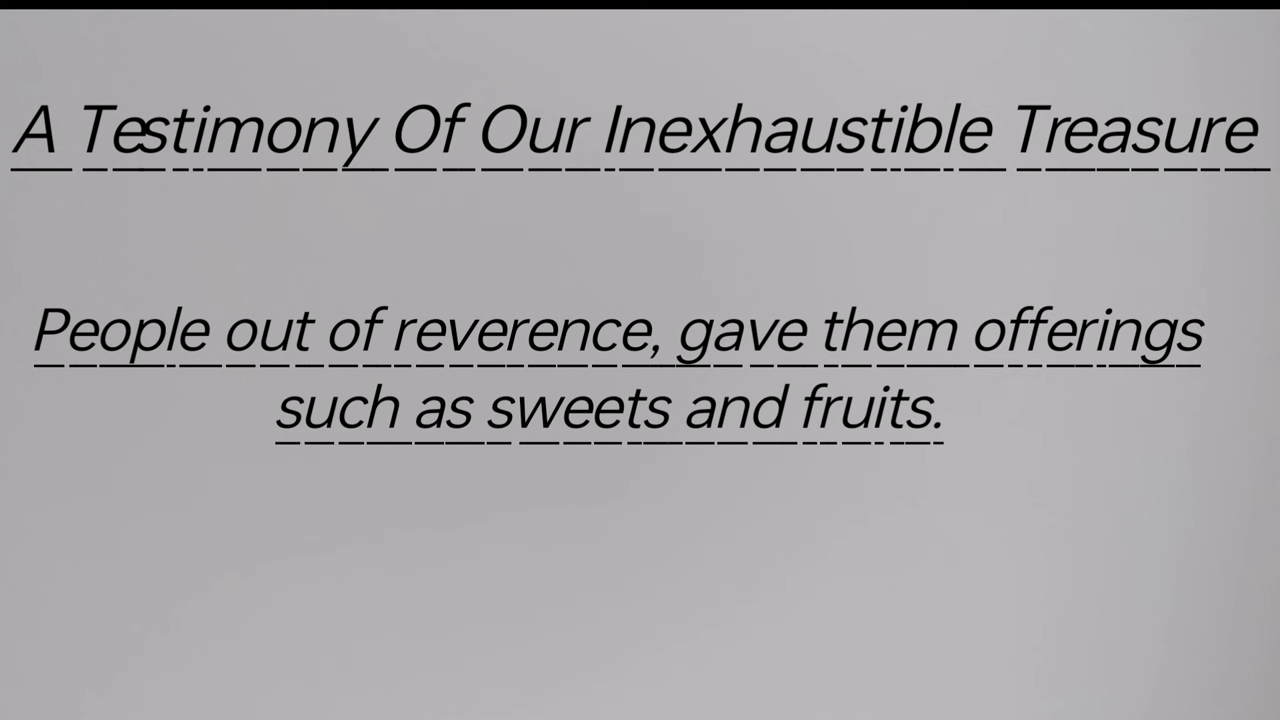 A Testimony Of Our Inexhaustible Treasure
People out of reverence, gave them offerings
such as sweets and fruits.